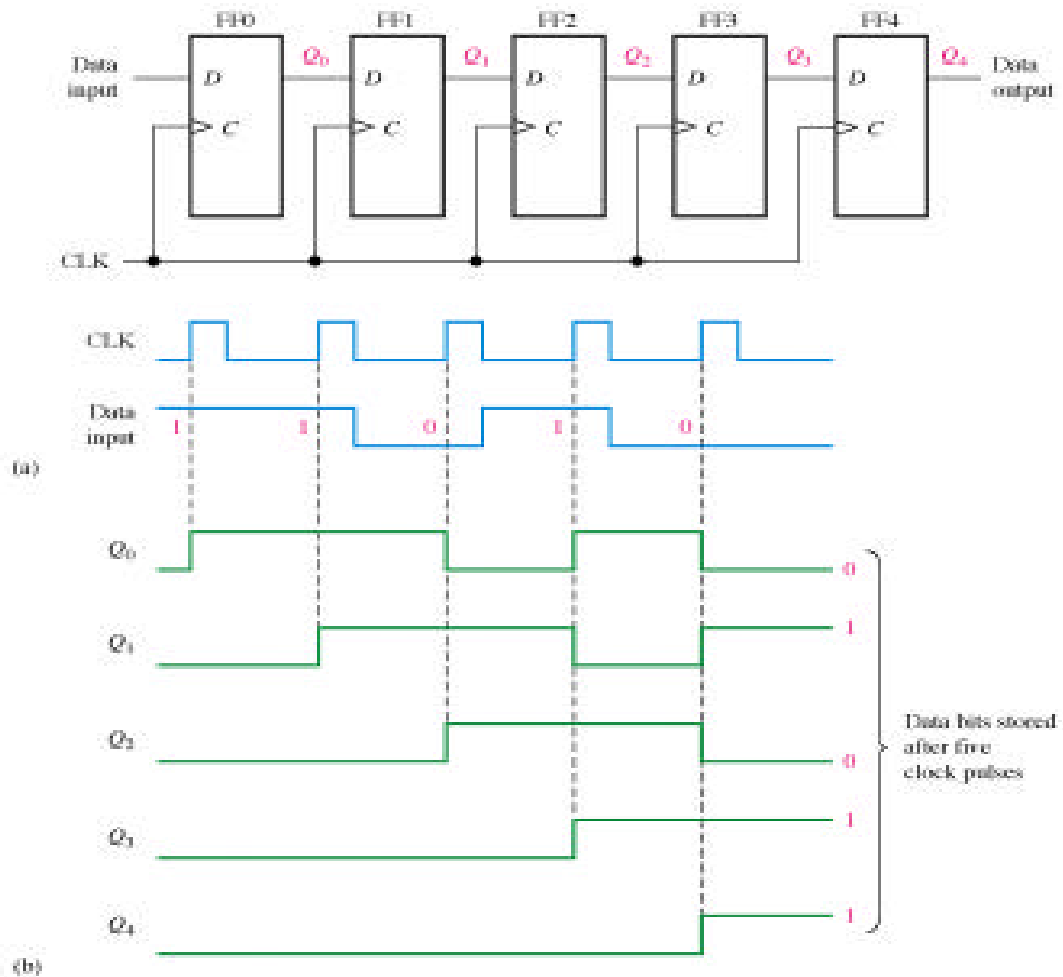 FF0 FF1 FF2 FF3 FF4
Data input
Q0 Q1 Q2 Q3 Q4
Data output
D D D D D
C C C C C
CLK
CLK
Data input
1 1 0 1 0
(a)
Q0 0
Q1 1
Q2 0
Q3 1
Q4 1
Data bits stored
after five
clock pulses
(b)